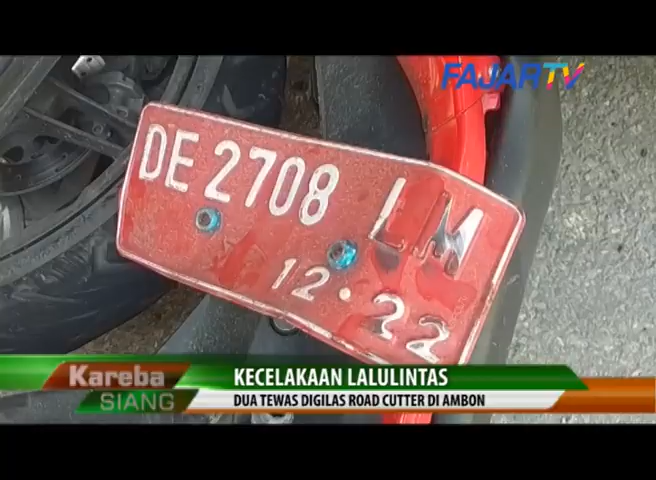 FAJAR TV
DE 2708 LM
12 • 22
Kareba
SIANG
KECELAKAAN LALULINTAS
DUA TEWAS DIGILAS ROAD CUTTER DI AMBON